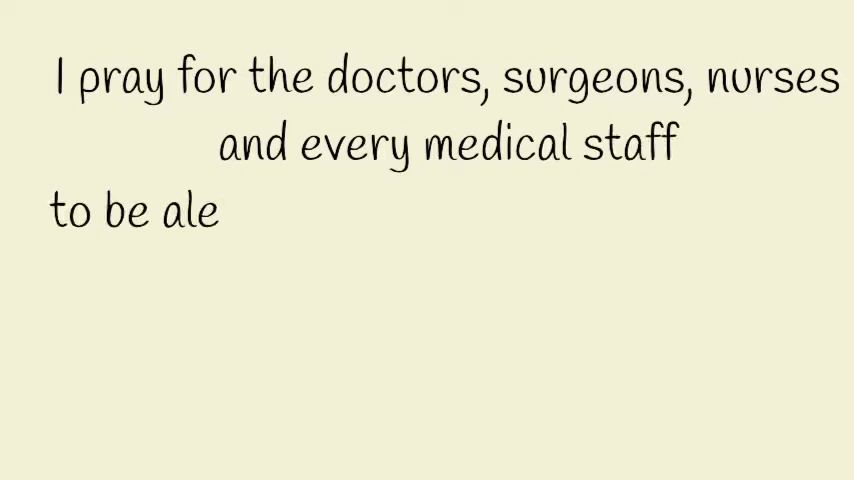 I pray for the doctors, surgeons, nurses
and every medical staff
to be ale